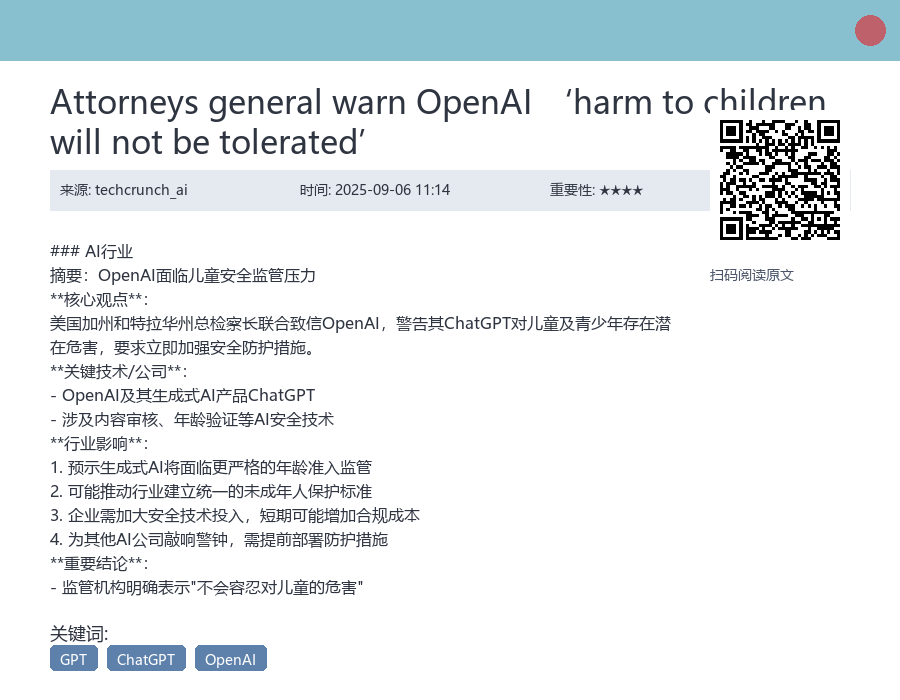 Attorneys general warn OpenAI ‘harm to children
will not be tolerated’
来源: techcrunch_ai
时间: 2025-09-06 11:14
重要性: ★★★★
扫码阅读原文
### AI行业
摘要：OpenAI面临儿童安全监管压力
**核心观点**：
美国加州和特拉华州总检察长联合致信OpenAI，警告其ChatGPT对儿童及青少年存在潜
在危害，要求立即加强安全防护措施。
**关键技术/公司**：
- OpenAI及其生成式AI产品ChatGPT
- 涉及内容审核、年龄验证等AI安全技术
**行业影响**：
1. 预示生成式AI将面临更严格的年龄准入监管
2. 可能推动行业建立统一的未成年人保护标准
3. 企业需加大安全技术投入，短期可能增加合规成本
4. 为其他AI公司敲响警钟，需提前部署防护措施
**重要结论**：
- 监管机构明确表示"不会容忍对儿童的危害"
关键词:
GPT
ChatGPT
OpenAI